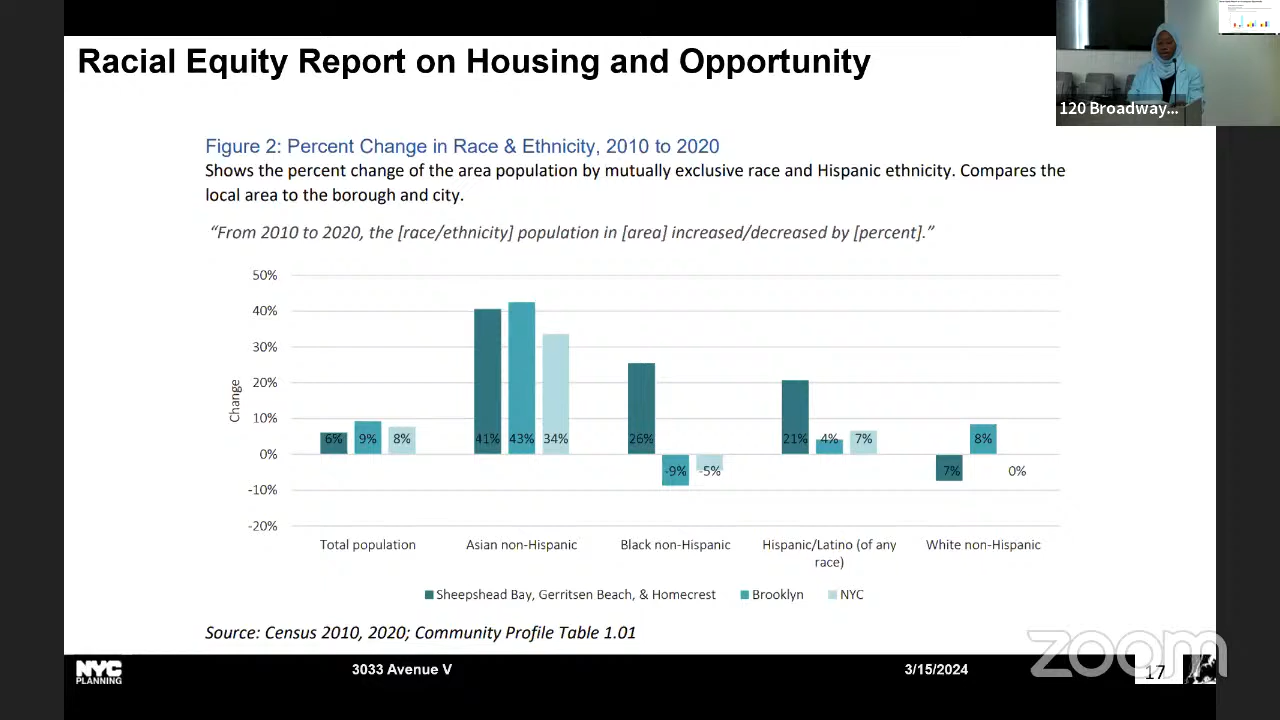 Racial Equity Report on Housing and Opportunity
120 Broadway...
Figure 2: Percent Change in Race & Ethnicity, 2010 to 2020
Shows the percent change of the area population by mutually exclusive race and Hispanic ethnicity. Compares the
local area to the borough and city.
“From 2010 to 2020, the [race/ethnicity] population in [area] increased/decreased by [percent].”
50%
40%
30%
20%
10%
0%
-10%
-20%
Change
6% 9% 8%
41% 43% 34%
26% -9% -5%
21% 4% 7%
7% 8% 0%
Total population
Asian non-Hispanic
Black non-Hispanic
Hispanic/Latino (of any
race)
White non-Hispanic
Sheepshead Bay, Gerritsen Beach, & Homecrest
Brooklyn
NYC
Source: Census 2010, 2020; Community Profile Table 1.01
NYC
PLANNING
3033 Avenue V
3/15/2024
17
zoom